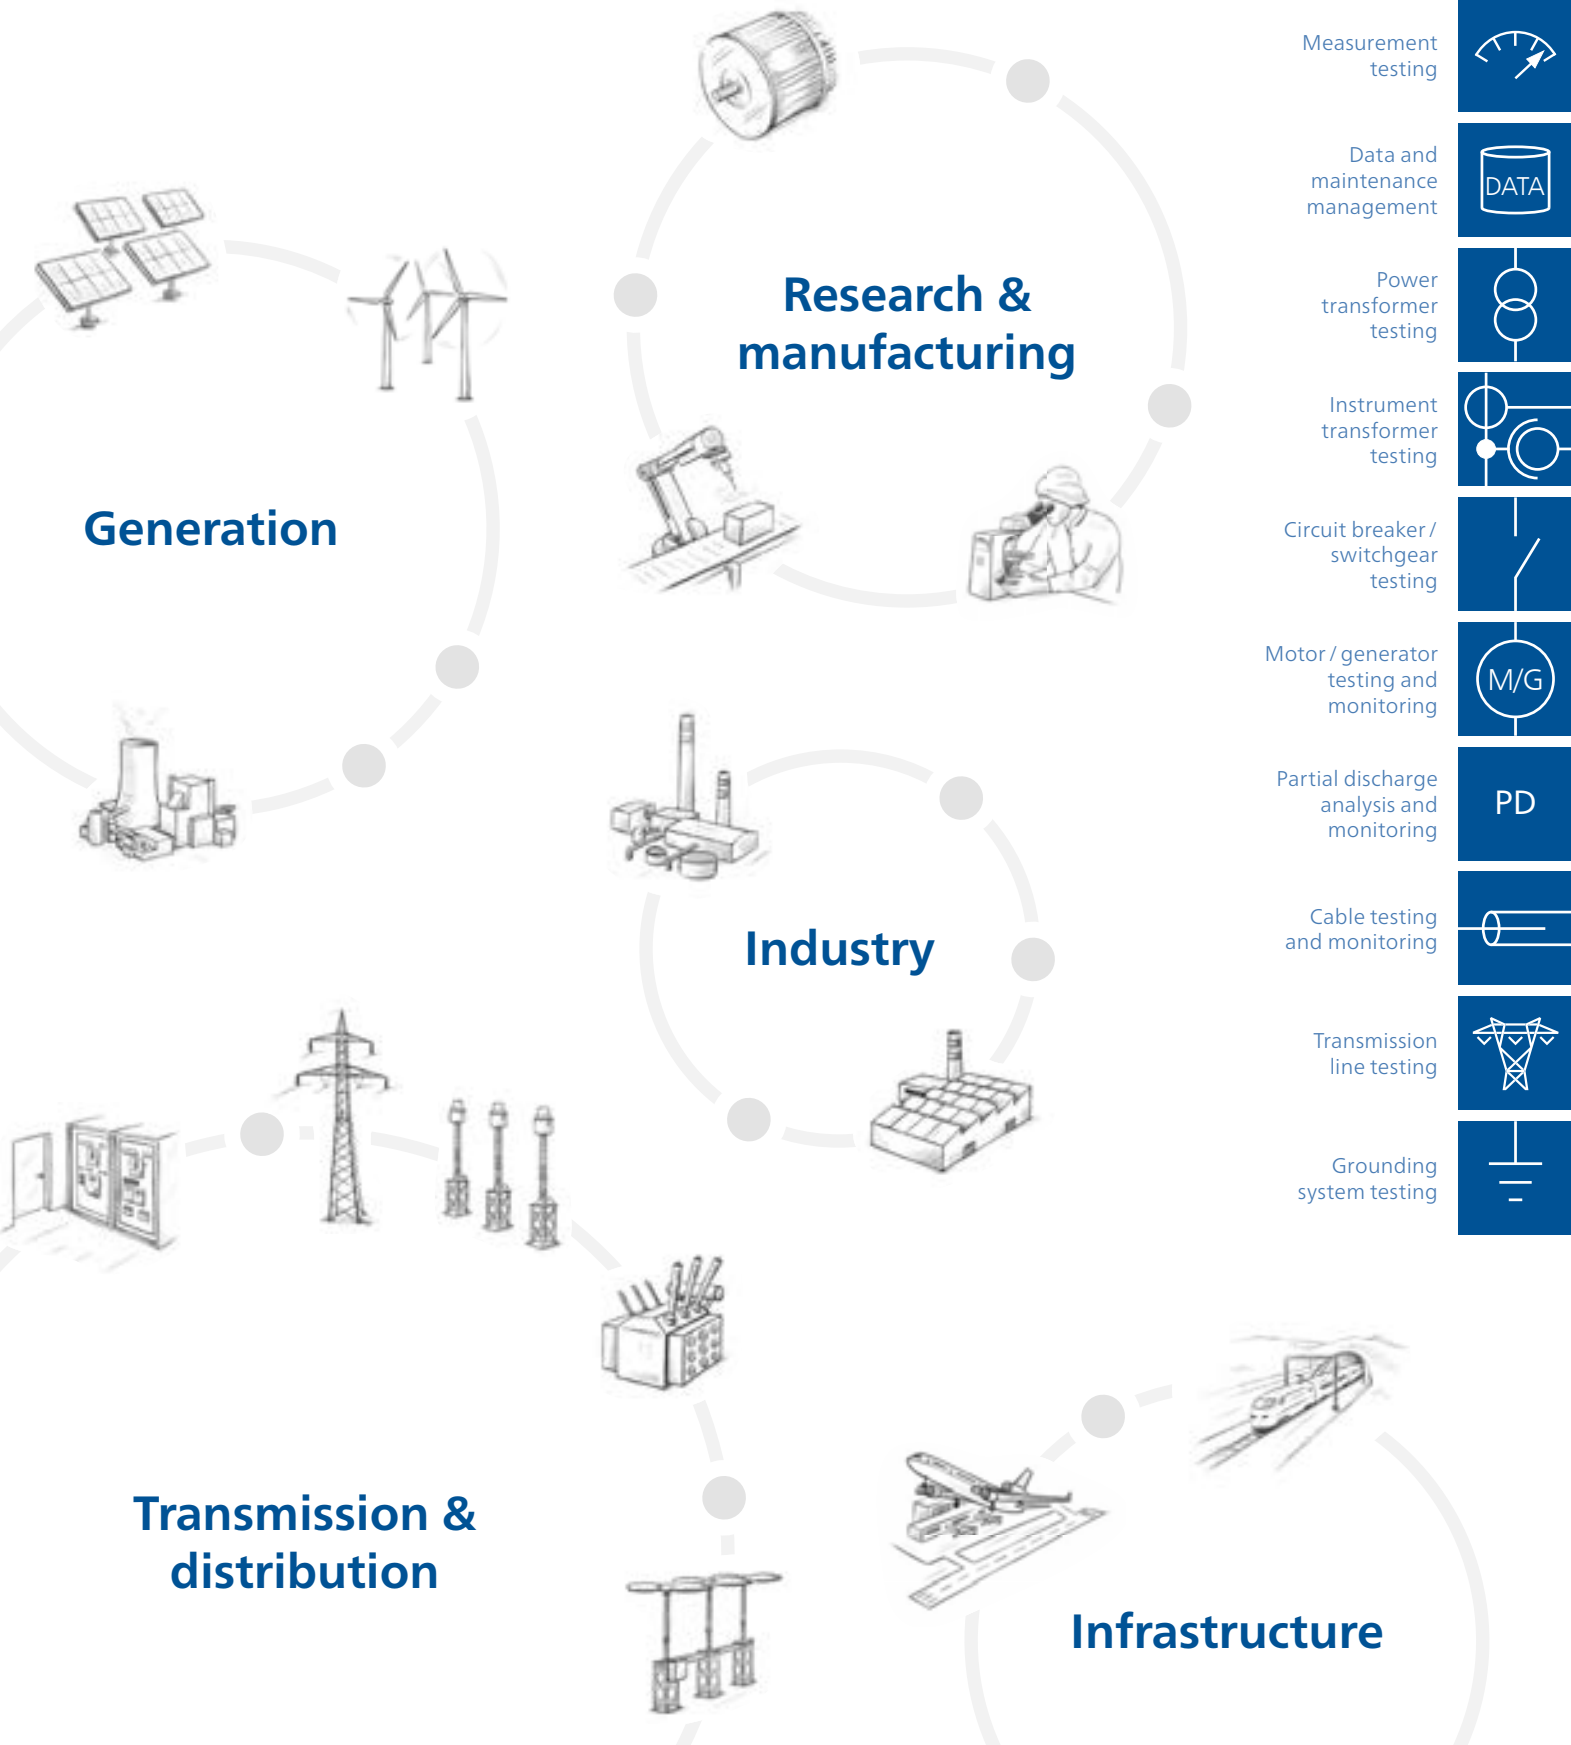 Research &
manufacturing
Generation
Industry
Transmission &
distribution
Infrastructure
Measurement
testing
Data and
maintenance
management
DATA
Power
transformer
testing
Instrument
transformer
testing
Circuit breaker /
switchgear
testing
Motor / generator
testing and
monitoring
M/G
Partial discharge
analysis and
monitoring
PD
Cable testing
and monitoring
Transmission
line testing
Grounding
system testing